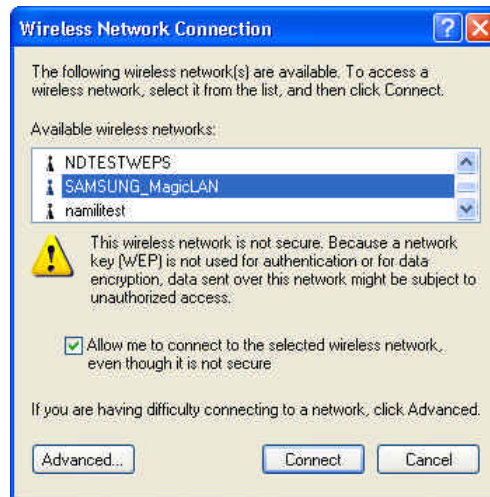 Wireless Network Connection
The following wireless network(s) are available. To access a
wireless network, select it from the list, and then click Connect.
Available wireless networks:
NDTESTWEPS
SAMSUNG_MagicLAN
namilitest
This wireless network is not secure. Because a network
key (WEP) is not used for authentication or for data
encryption, data sent over this network might be subject to
unauthorized access.
Allow me to connect to the selected wireless network,
even though it is not secure
If you are having difficulty connecting to a network, click Advanced.
Advanced... Connect Cancel